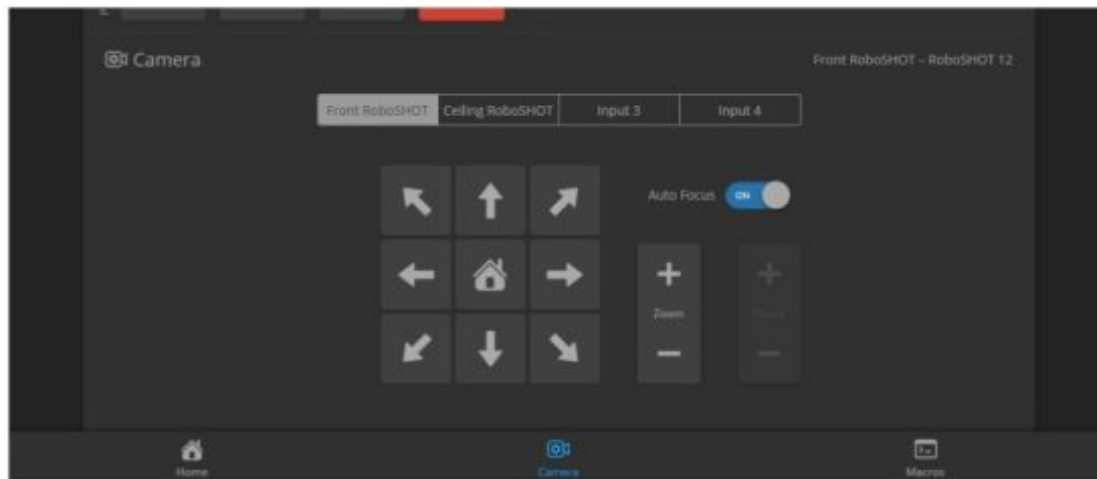 Camera
Front RoboSHOT – RoboSHOT 12
Front RoboSHOT Ceiling RoboSHOT Input 3 Input 4
Auto Focus ON
Zoom
Home Camera Macros